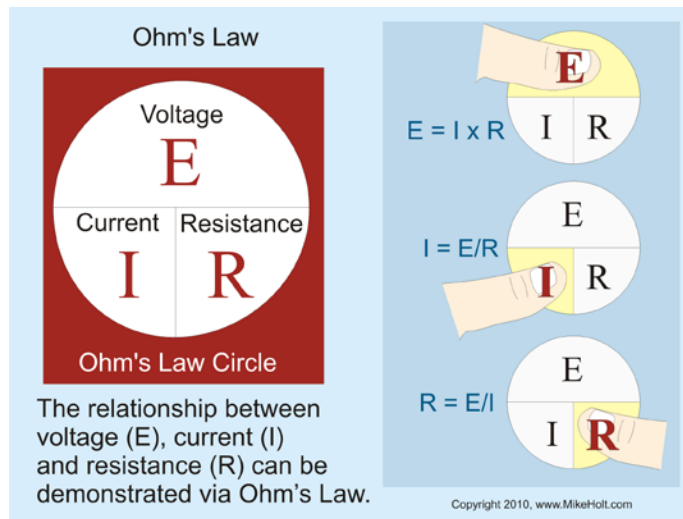 Ohm's Law
Voltage
E
Current Resistance
I R
Ohm's Law Circle
The relationship between
voltage (E), current (I)
and resistance (R) can be
demonstrated via Ohm's Law.
E
E = I x R
I R
E
I = E/R
I R
E
R = E/I
I R
Copyright 2010, www.MikeHolt.com